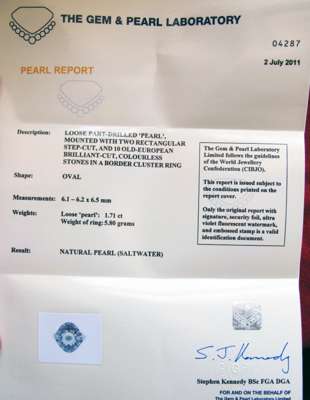 THE GEM & PEARL LABORATORY
04287
2 July 2011
PEARL REPORT
Description: LOOSE PART-DRILLED 'PEARL',
MOUNTED WITH TWO RECTANGULAR
STEP-CUT, AND 10 OLD-EUROPEAN
BRILLIANT-CUT, COLOURLESS
STONES IN A BORDER CLUSTER RING
Shape: OVAL
Measurements: 6.1 – 6.2 x 6.5 mm
Weights: Loose 'pearl': 1.71 ct
Weight of ring: 5.80 grams
Result: NATURAL PEARL (SALTWATER)
The Gem & Pearl Laboratory
Limited follows the guidelines
of the World Jewellery
Confederation (CIBJO).
This report is issued subject to
the conditions printed on the
report cover.
Only the original report with
signature, security foil, ultra
violet fluorescent watermark,
and embossed stamp is a valid
identification document.
S. J. Kennedy
Stephen Kennedy BSc FGA DGA
FOR AND ON THE BEHALF OF
The Gem & Pearl Laboratory Limited